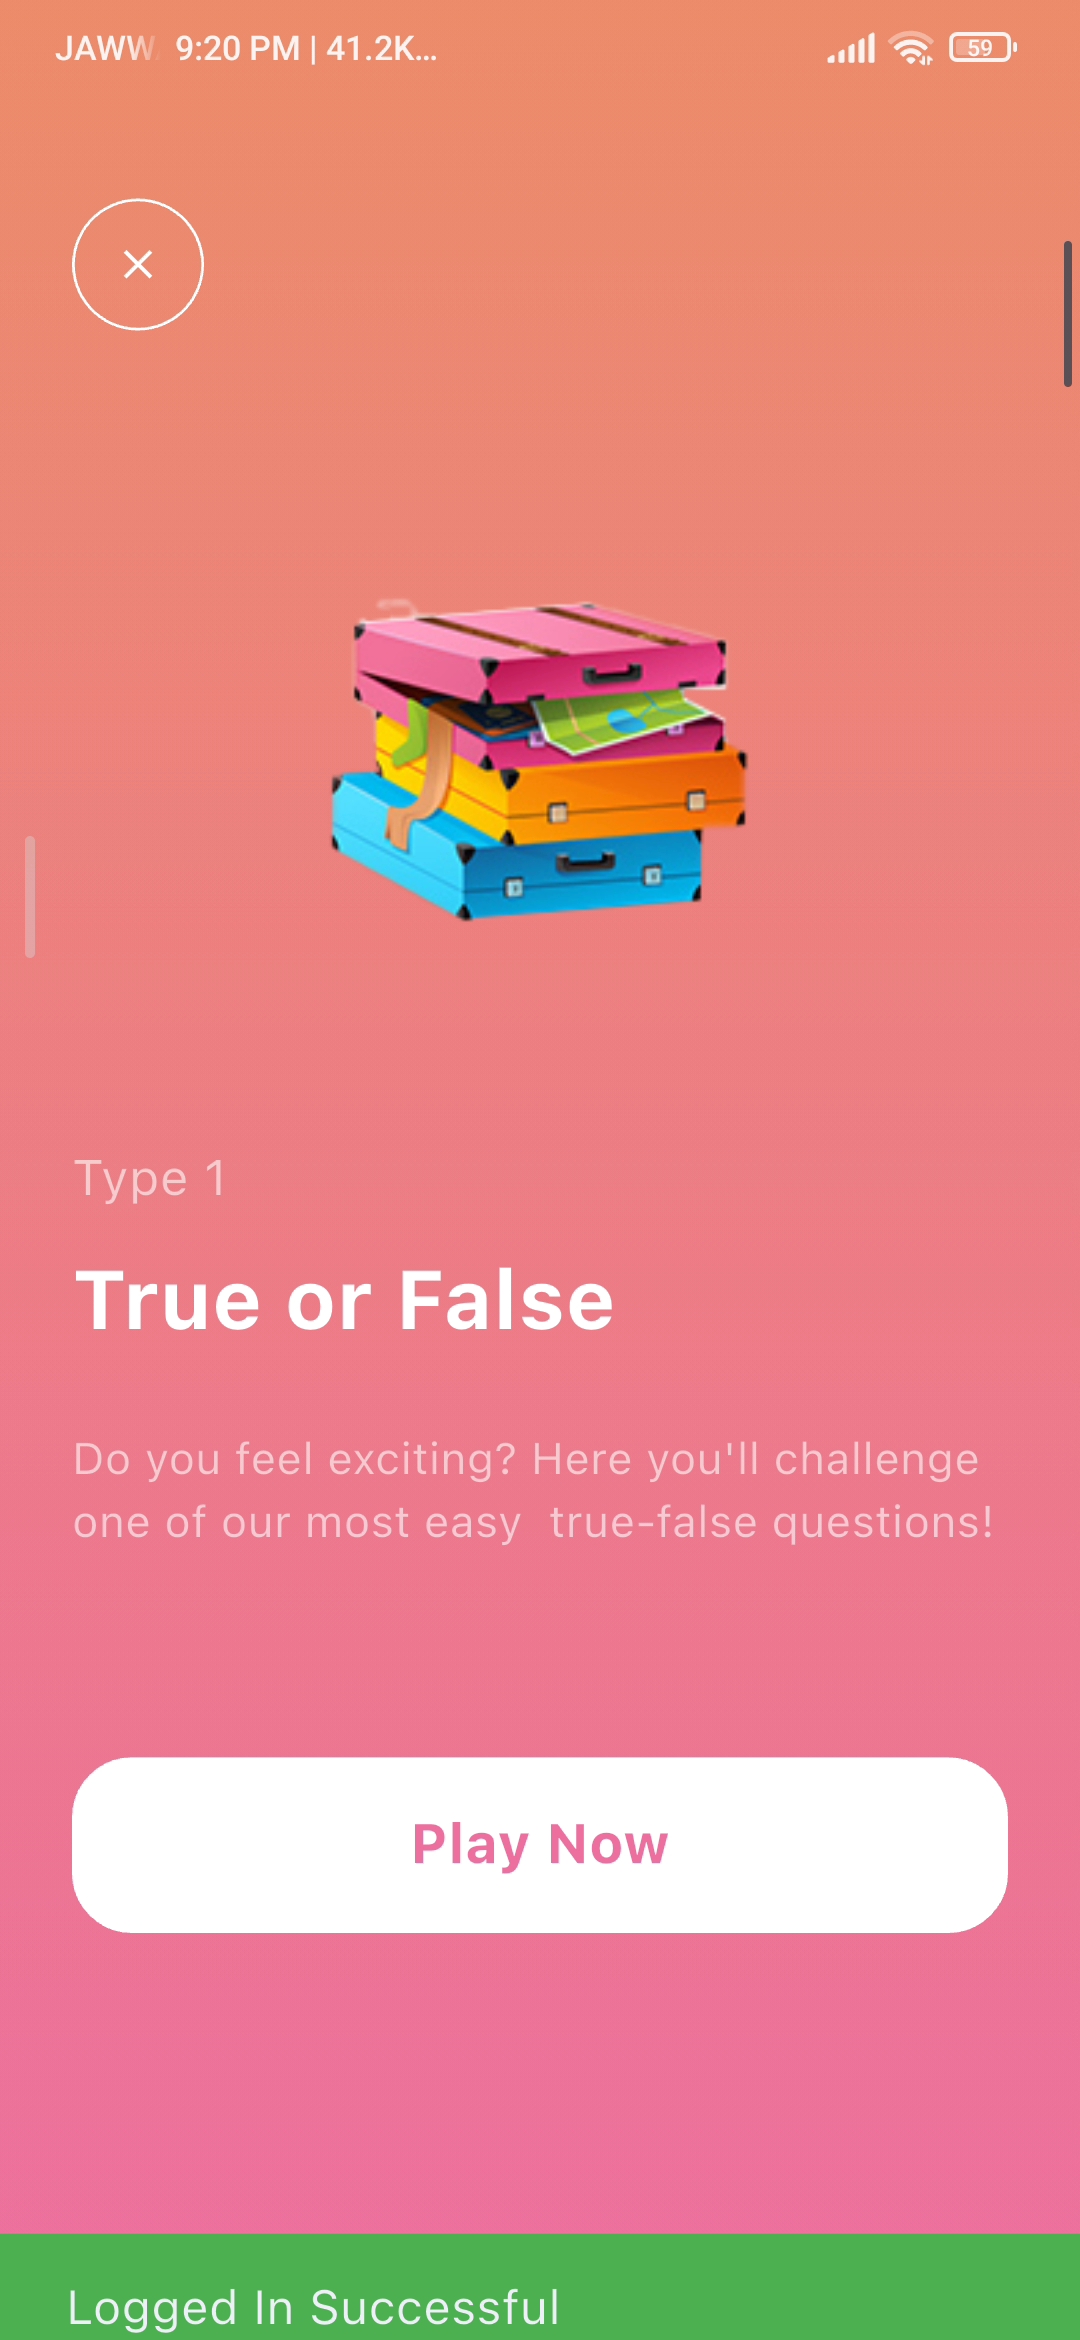 JAWW 9:20 PM | 41.2K... 59
Type 1
True or False
Do you feel exciting? Here you'll challenge
one of our most easy  true-false questions!
Play Now
Logged In Successful